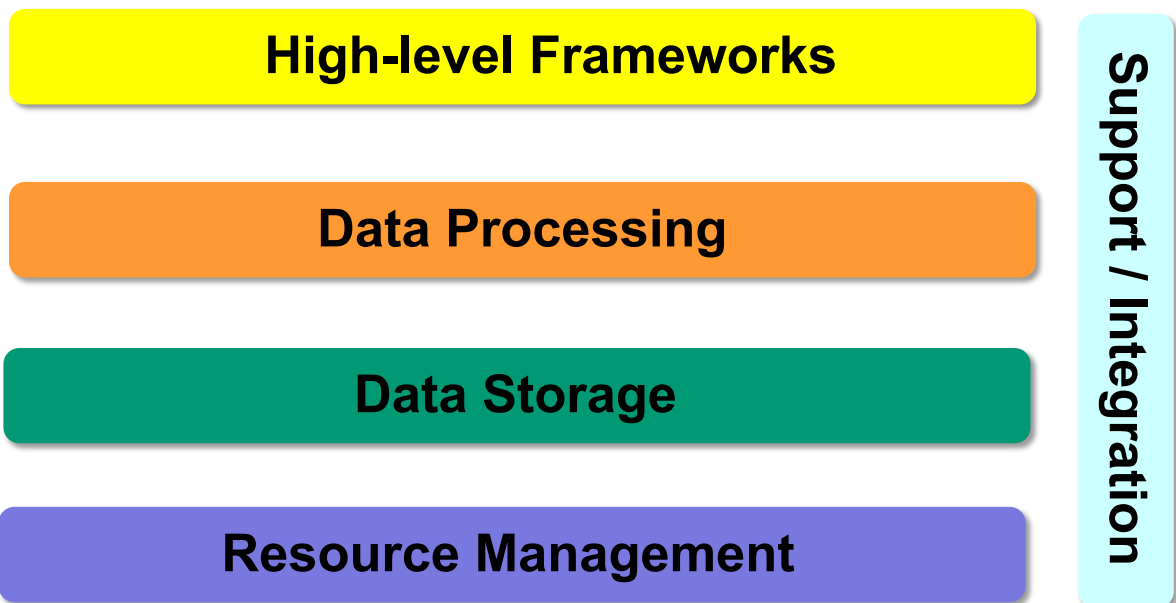 High-level Frameworks
Data Processing
Data Storage
Resource Management
Support / Integration